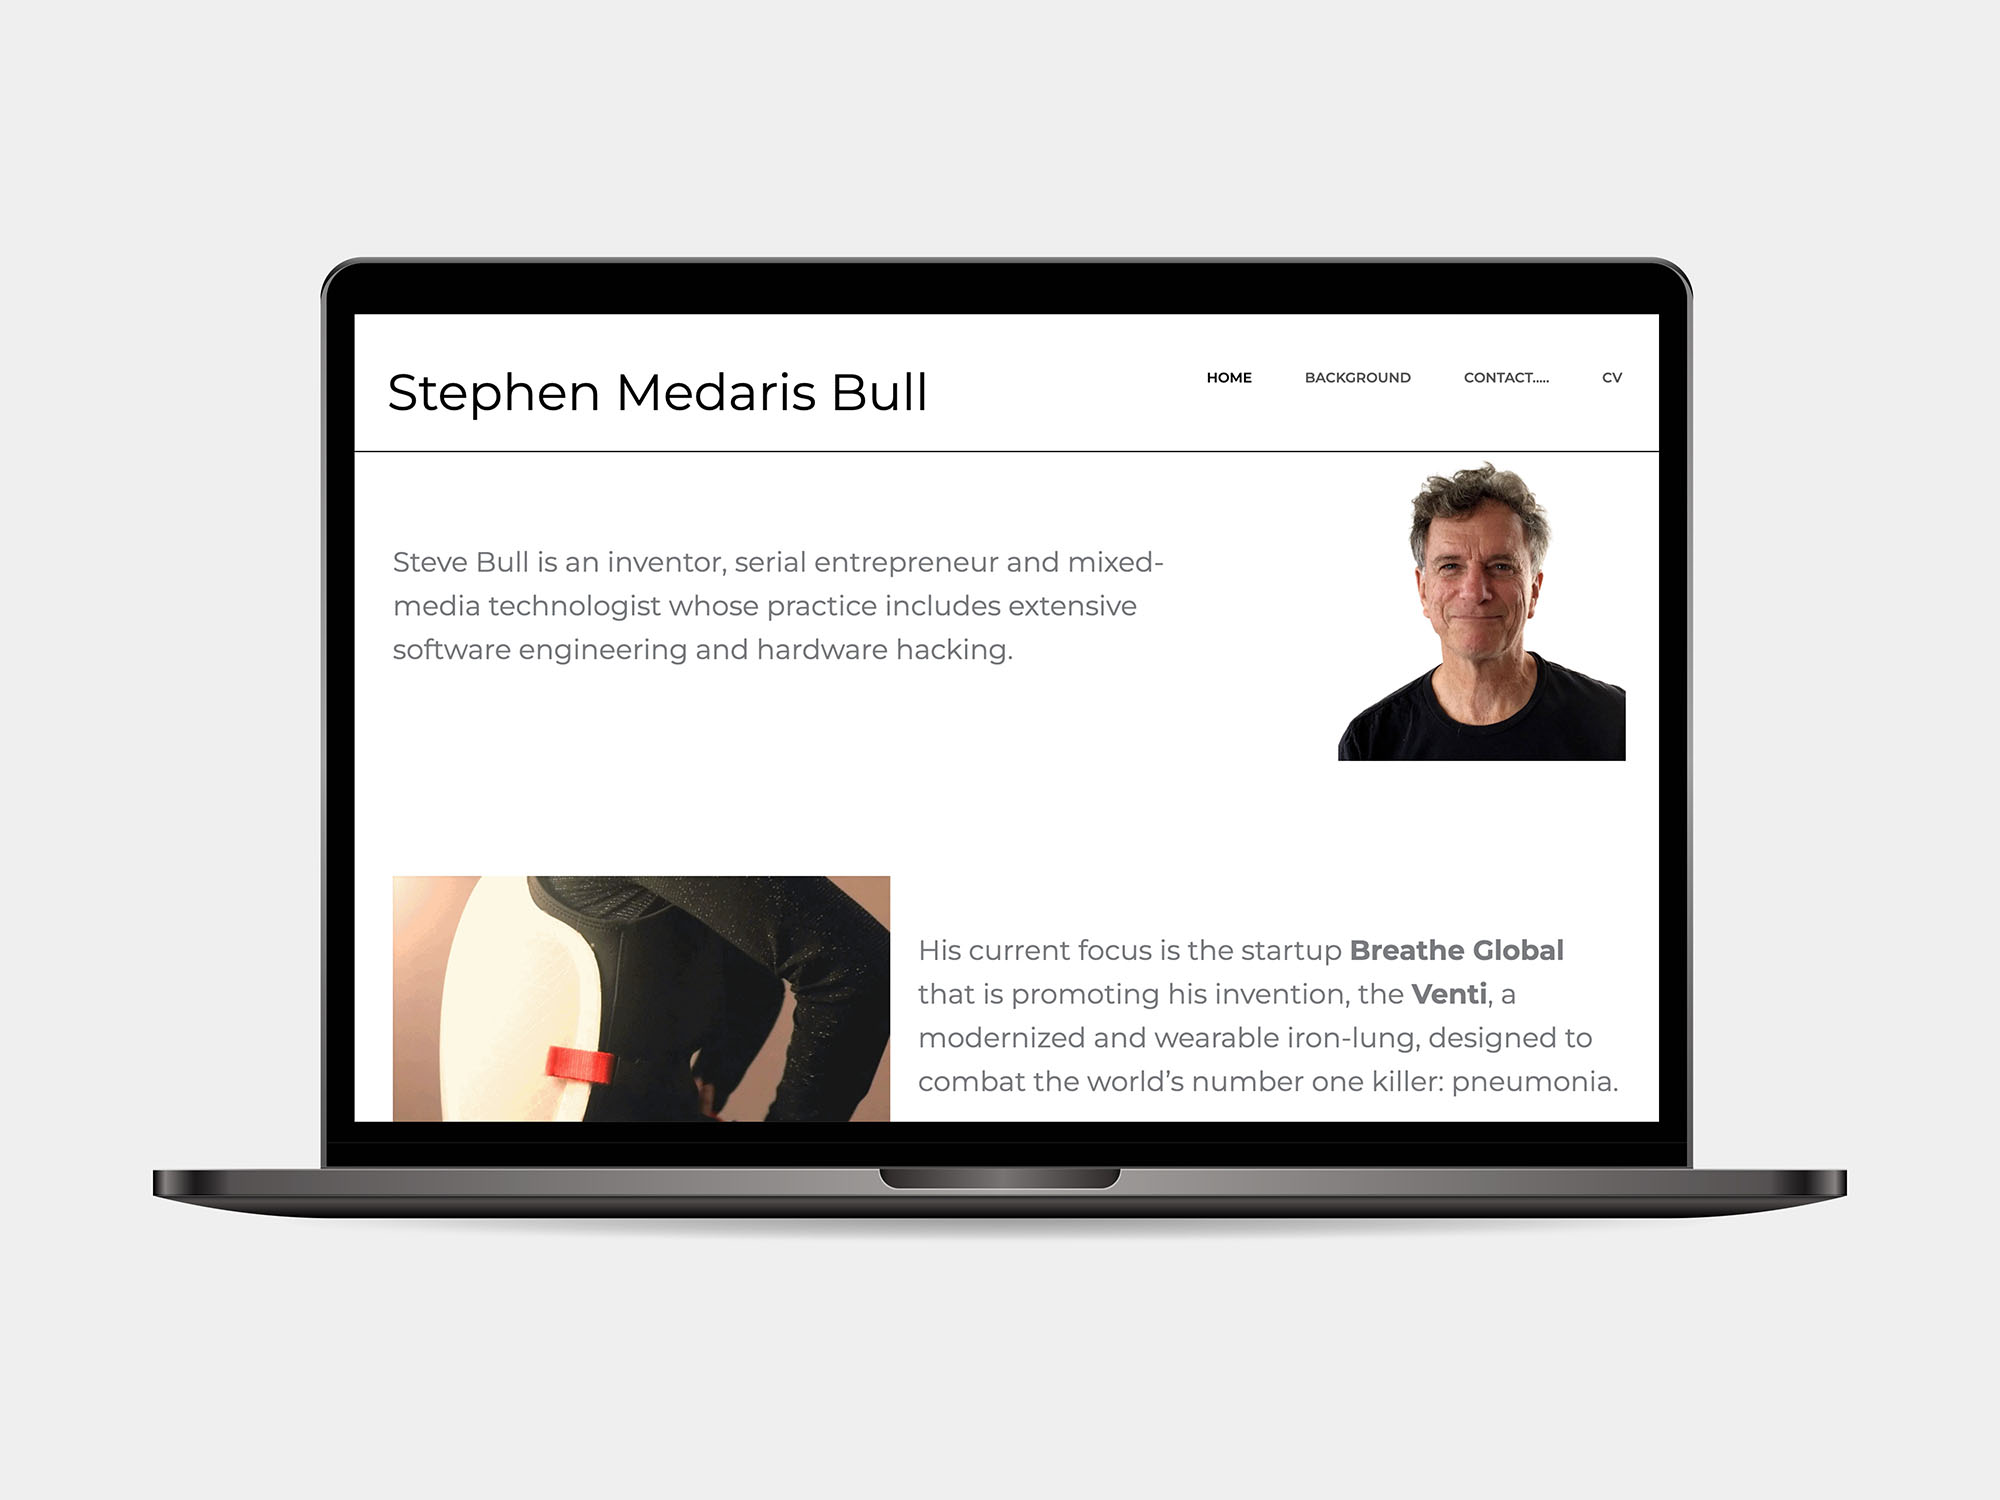 Stephen Medaris Bull
HOME BACKGROUND CONTACT..... CV
Steve Bull is an inventor, serial entrepreneur and mixed-
media technologist whose practice includes extensive
software engineering and hardware hacking.
His current focus is the startup Breathe Global
that is promoting his invention, the Venti, a
modernized and wearable iron-lung, designed to
combat the world’s number one killer: pneumonia.